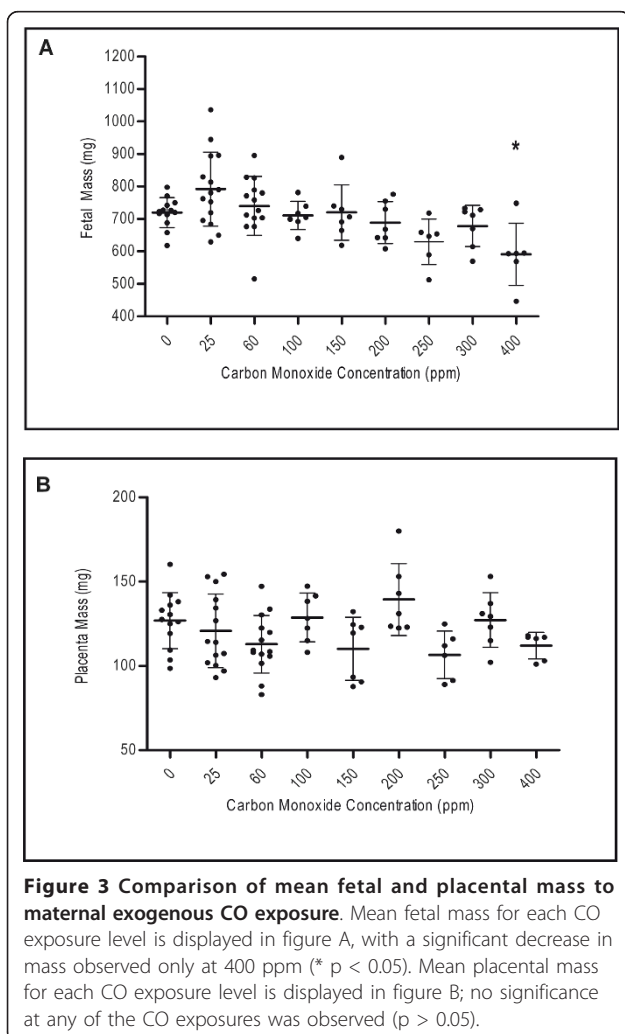 A
1200
1100
1000
900
800
700
600
500
400
Fetal Mass (mg)
*
0 25 60 100 150 200 250 300 400
Carbon Monoxide Concentration (ppm)
B
200
150
100
50
Placenta Mass (mg)
0 25 60 100 150 200 250 300 400
Carbon Monoxide Concentration (ppm)
Figure 3 Comparison of mean fetal and placental mass to
maternal exogenous CO exposure. Mean fetal mass for each CO
exposure level is displayed in figure A, with a significant decrease in
mass observed only at 400 ppm (* p < 0.05). Mean placental mass
for each CO exposure level is displayed in figure B; no significance
at any of the CO exposures was observed (p > 0.05).